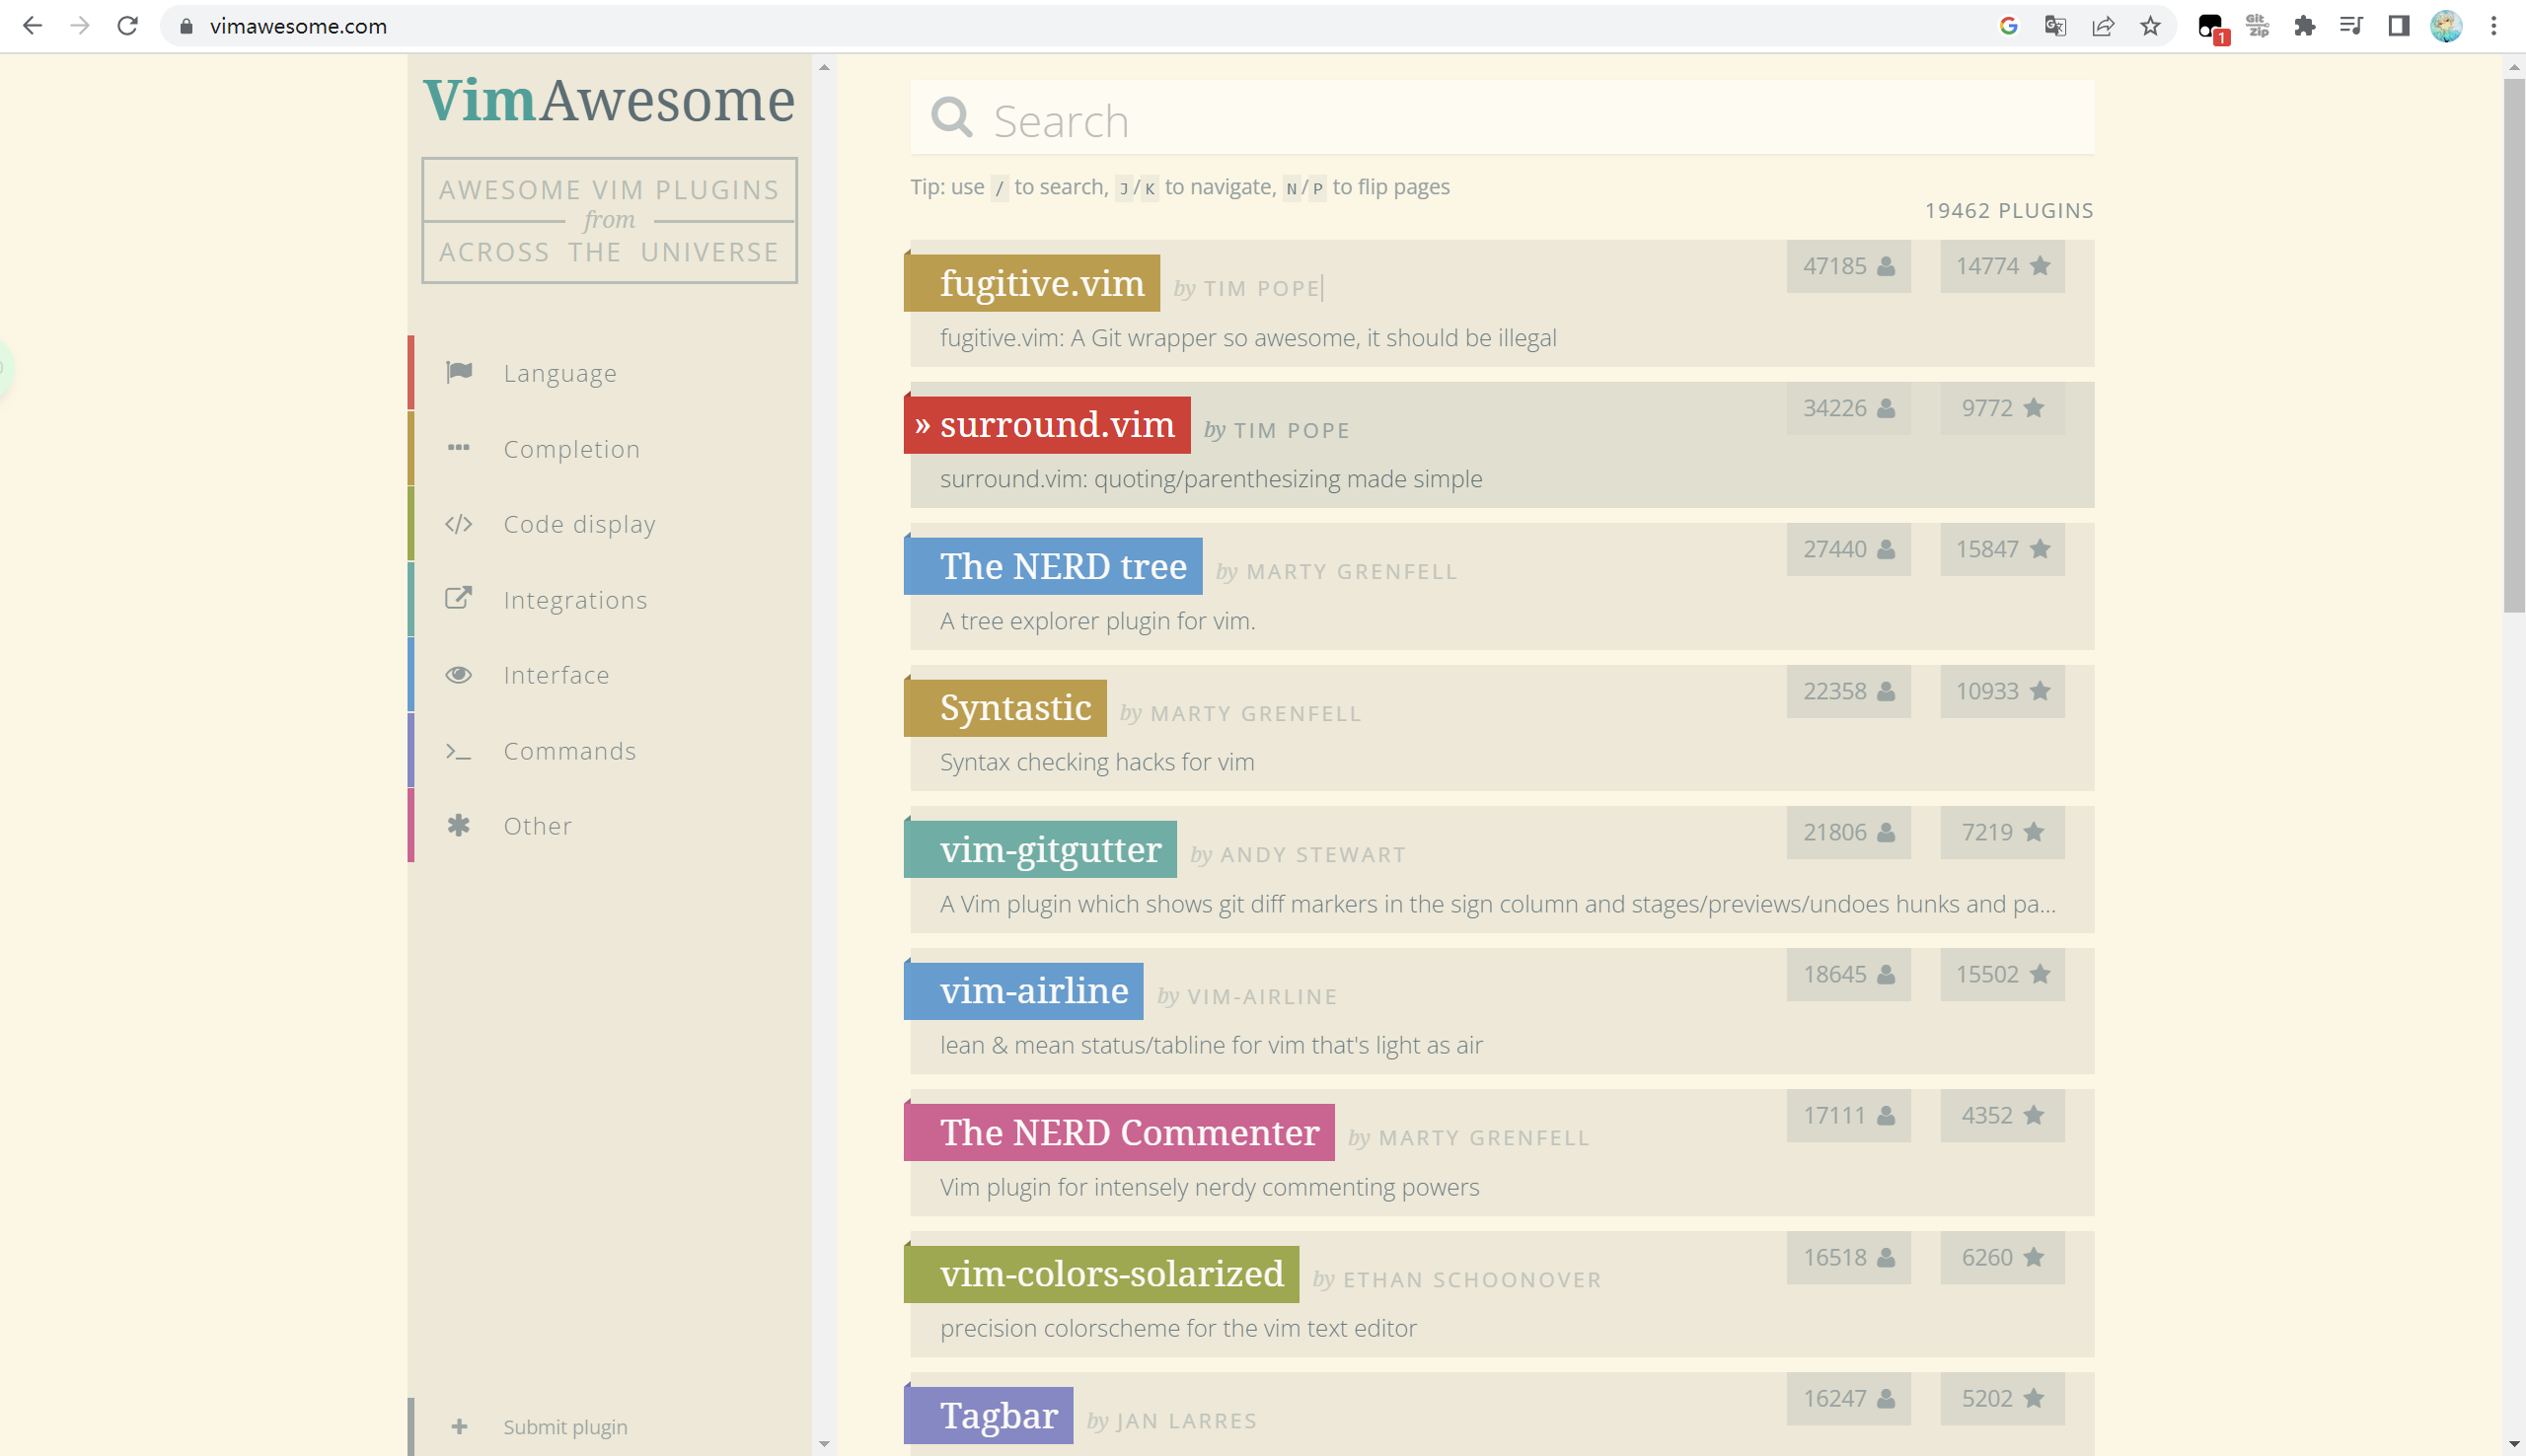 vimawesome.com
1
Git
zip
VimAwesome
AWESOME VIM PLUGINS
from
ACROSS THE UNIVERSE
Language
Completion
Code display
Integrations
Interface
Commands
Other
Submit plugin
Search
Tip: use / to search, J/K to navigate, N/P to flip pages
19462 PLUGINS
fugitive.vim by TIM POPE 47185 14774
fugitive.vim: A Git wrapper so awesome, it should be illegal
» surround.vim by TIM POPE 34226 9772
surround.vim: quoting/parenthesizing made simple
The NERD tree by MARTY GRENFELL 27440 15847
A tree explorer plugin for vim.
Syntastic by MARTY GRENFELL 22358 10933
Syntax checking hacks for vim
vim-gitgutter by ANDY STEWART 21806 7219
A Vim plugin which shows git diff markers in the sign column and stages/previews/undoes hunks and pa...
vim-airline by VIM-AIRLINE 18645 15502
lean & mean status/tabline for vim that's light as air
The NERD Commenter by MARTY GRENFELL 17111 4352
Vim plugin for intensely nerdy commenting powers
vim-colors-solarized by ETHAN SCHOONOVER 16518 6260
precision colorscheme for the vim text editor
Tagbar by JAN LARRES 16247 5202